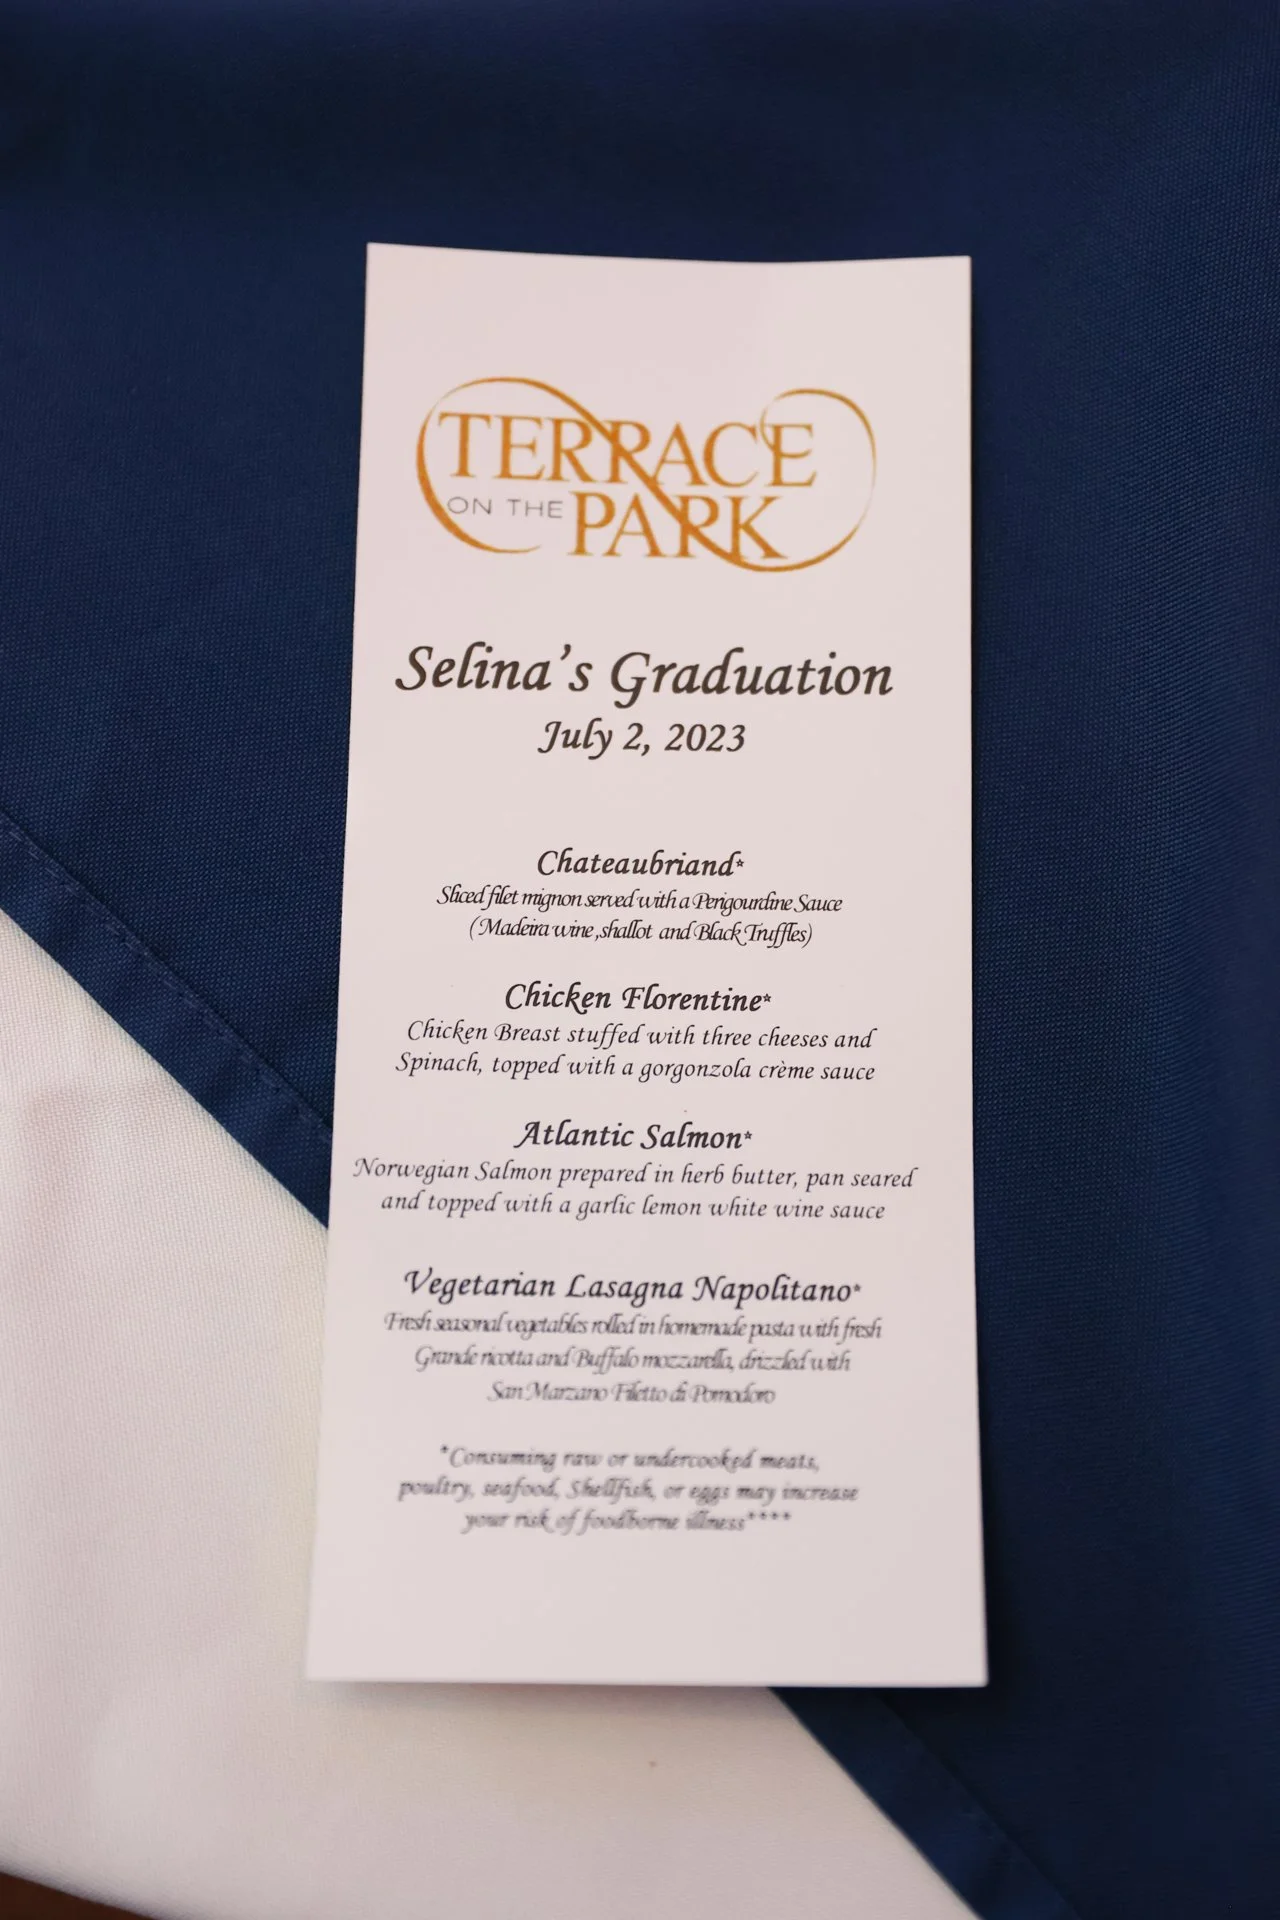 TERRACE
ON THE PARK
Selina's Graduation
July 2, 2023
Chateaubriand*
Sliced filet mignon served with a Perigourdine Sauce
(Madeira wine ,shallot and Black Truffles)
Chicken Florentine*
Chicken Breast stuffed with three cheeses and
Spinach, topped with a gorgonzola crème sauce
Atlantic Salmon*
Norwegian Salmon prepared in herb butter, pan seared
and topped with a garlic lemon white wine sauce
Vegetarian Lasagna Napolitano*
Fresh seasonal vegetables rolled in homemade pasta with fresh
Grande ricotta and Buffalo mozzarella, drizzled with
San Marzano Filetto di Pomodoro
*Consuming raw or undercooked meats,
poultry, seafood, Shellfish, or eggs may increase
your risk of foodborne illness****